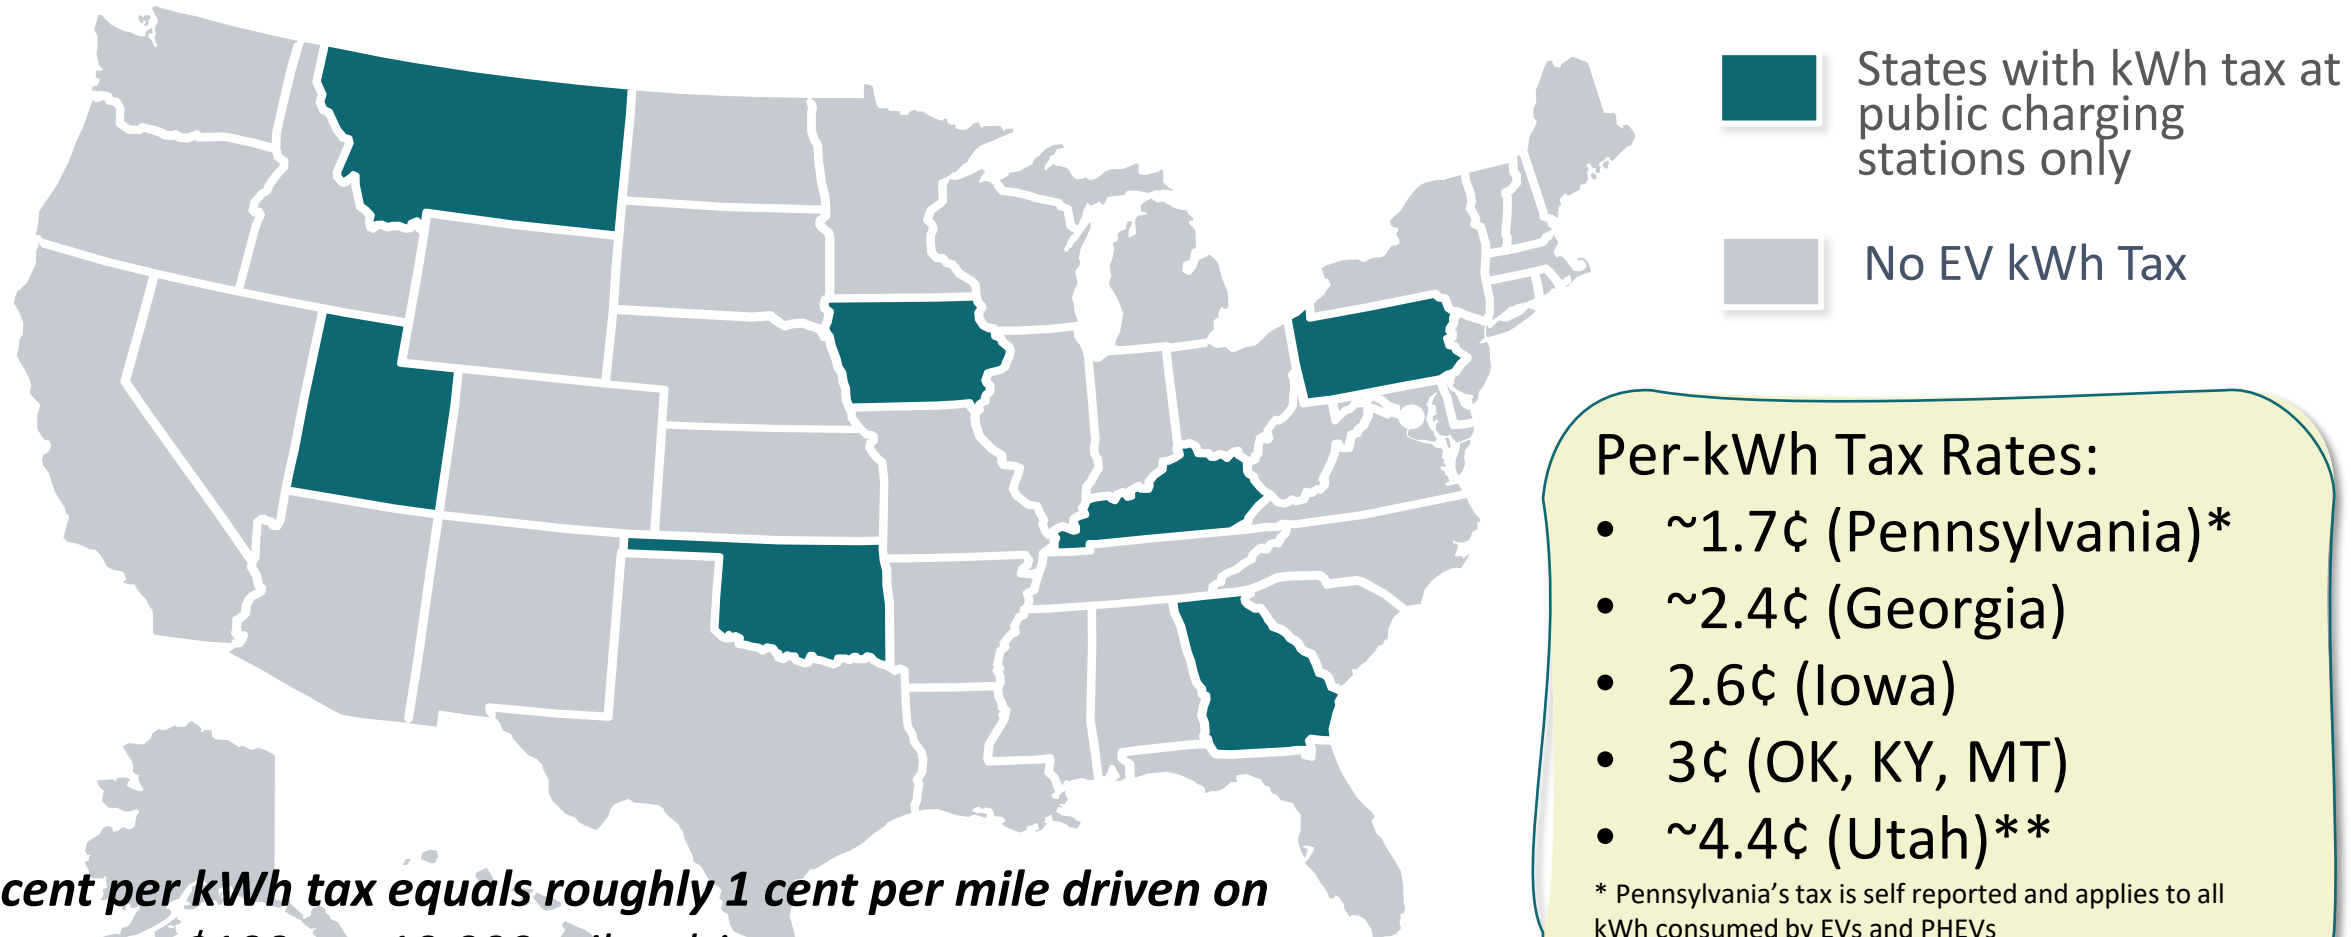 States with kWh tax at
public charging
stations only
No EV kWh Tax
Per-kWh Tax Rates:
• ~1.7¢ (Pennsylvania)*
• ~2.4¢ (Georgia)
• 2.6¢ (Iowa)
• 3¢ (OK, KY, MT)
• ~4.4¢ (Utah)**
* Pennsylvania’s tax is self reported and applies to all
kWh consumed by EVs and PHEVs
cent per kWh tax equals roughly 1 cent per mile driven on